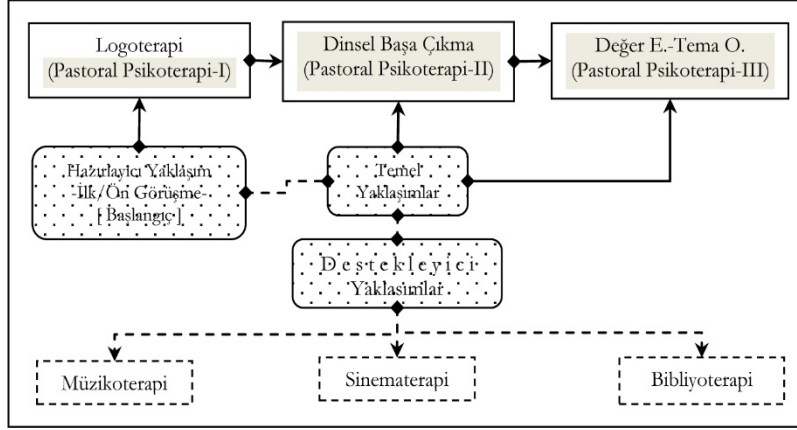 Logoterapi
(Pastoral Psikoterapi-I)
Dinsel Başa Çıkma
(Pastoral Psikoterapi-II)
Değer E.-Tema O.
(Pastoral Psikoterapi-III)
Hazırlayıcı Yaklaşım
-İlk/Ön Görüşme-
[ Başlangıç ]
Temel
Yaklaşımlar
D e s t e k l e y i c i
Yaklaşımlar
Müzikoterapi
Sinematerapi
Bibliyoterapi